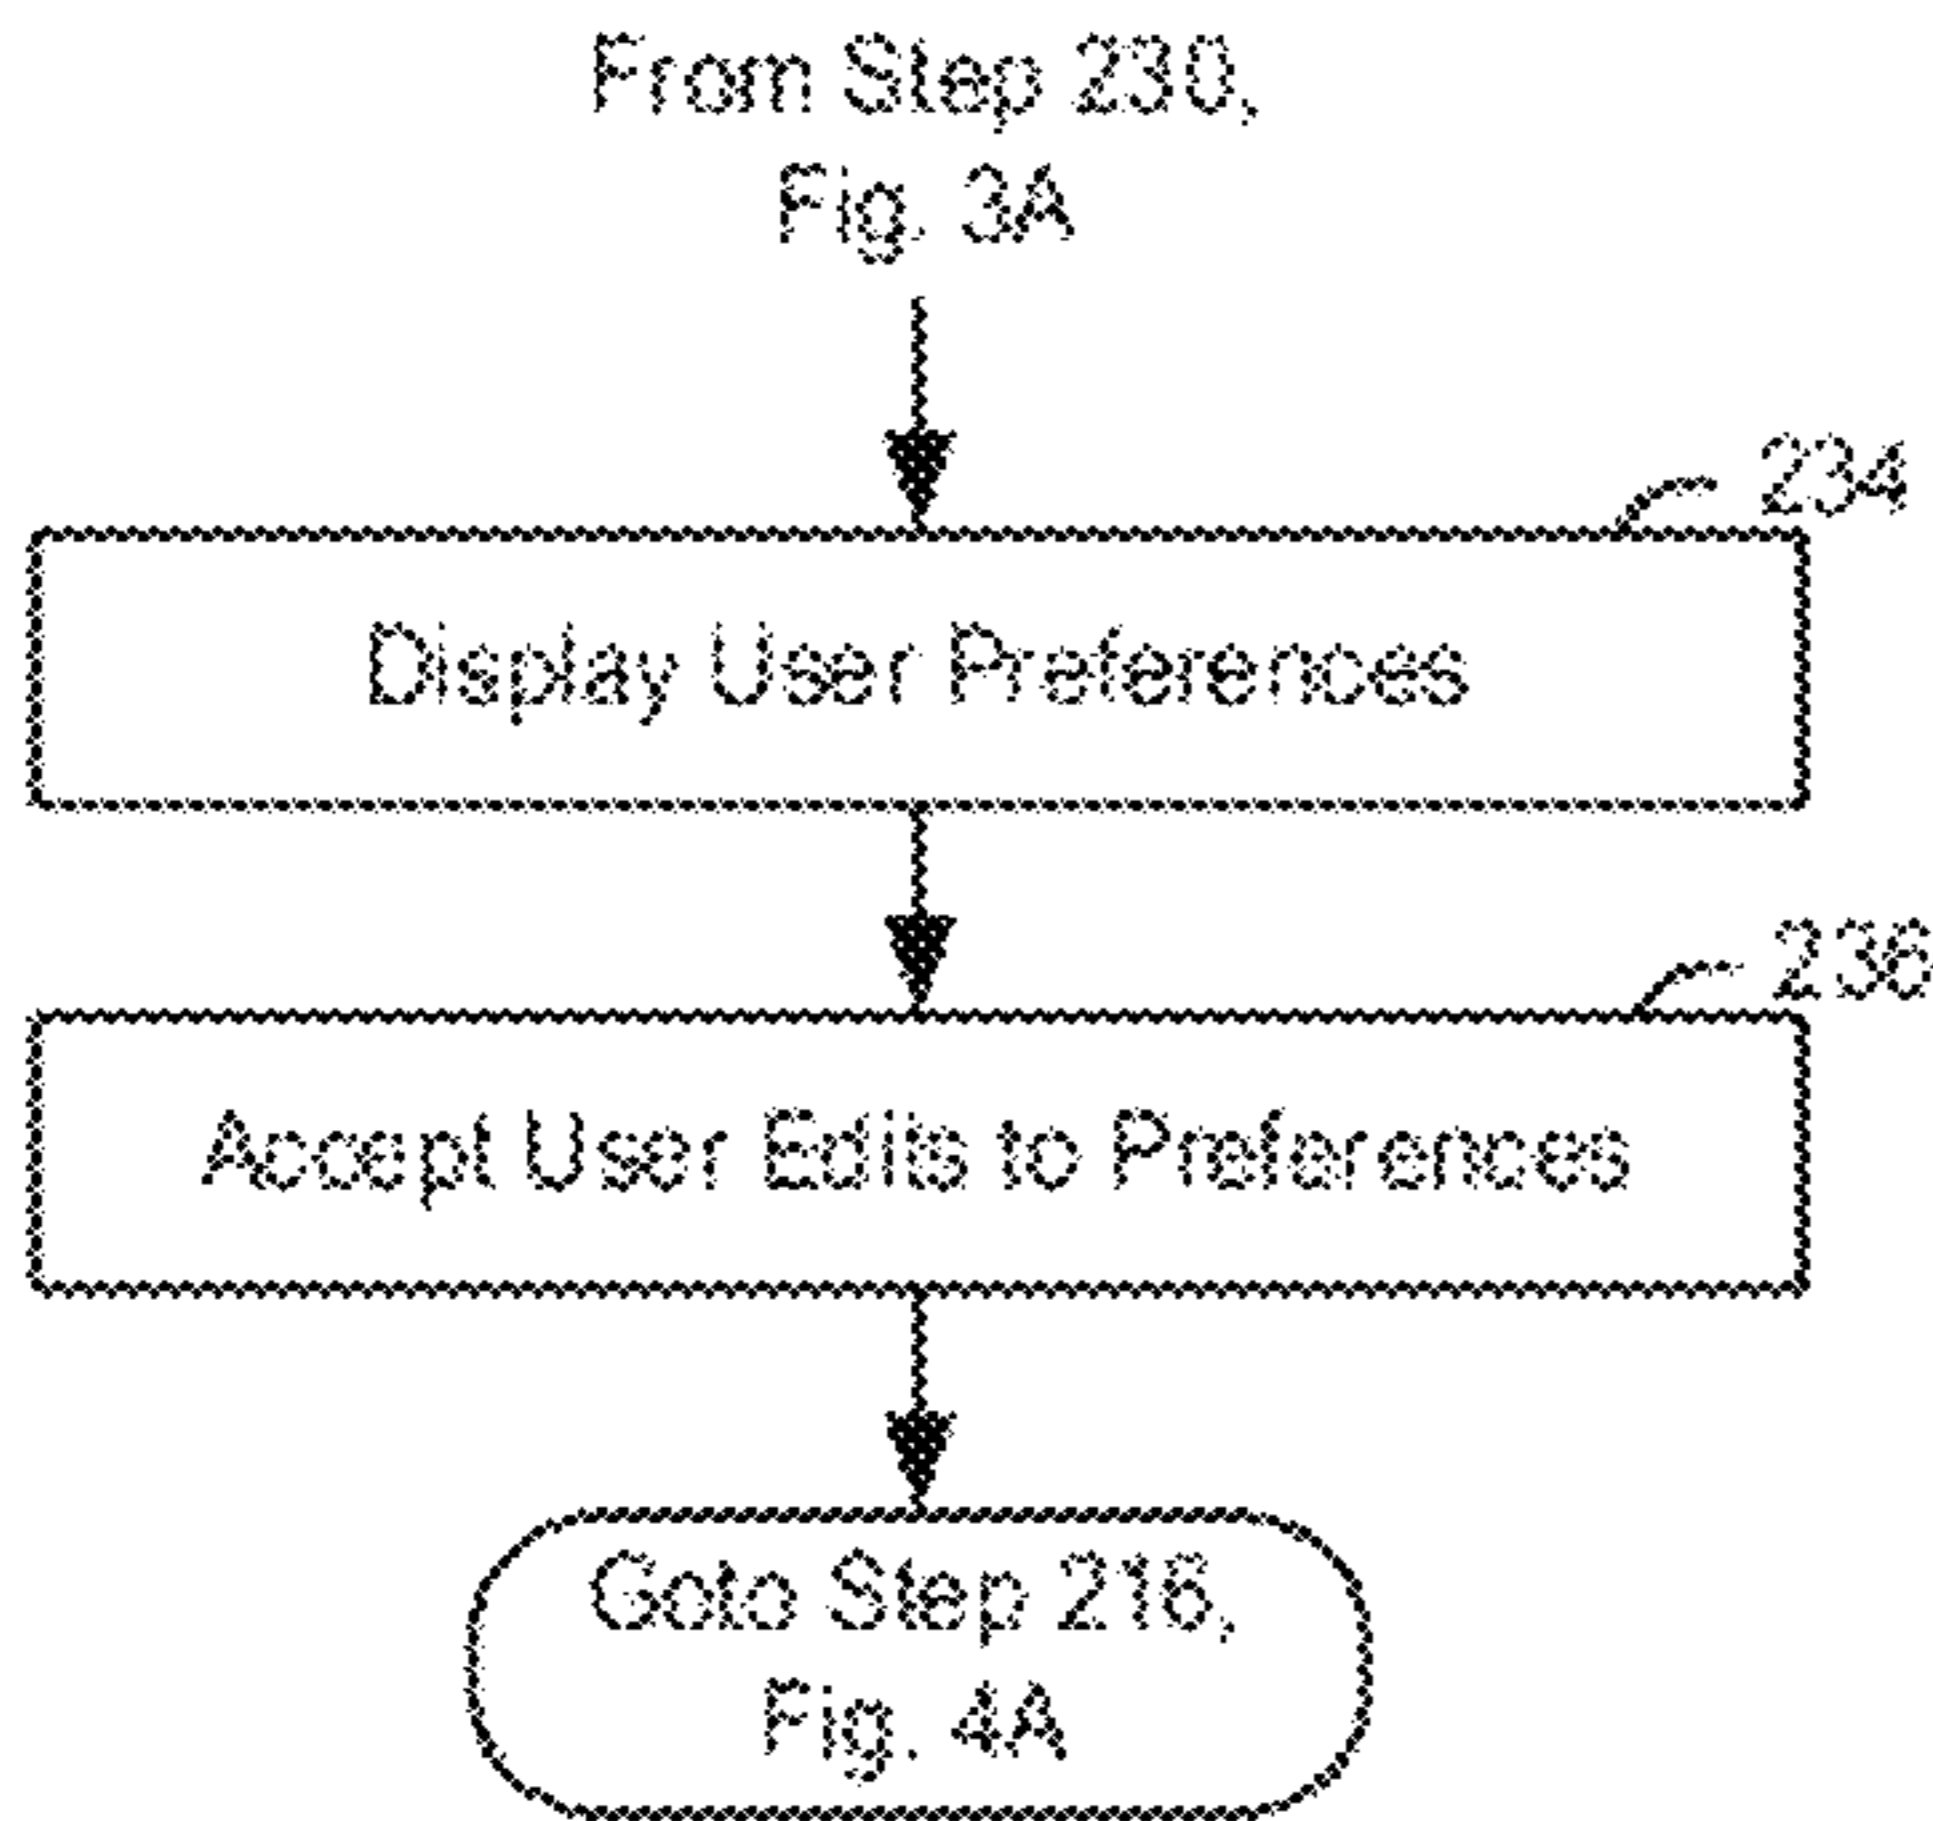 From Step 230,
Fig. 3A
234
Display User Preferences
236
Accept User Edits to Preferences
Goto Step 216,
Fig. 4A